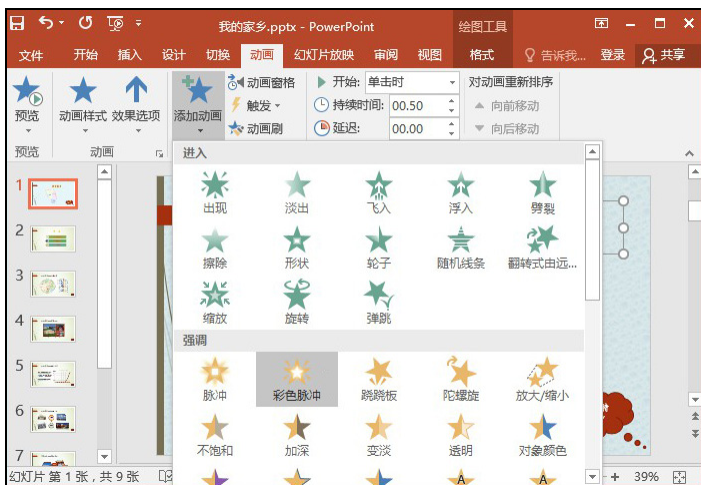 我的家乡.pptx - PowerPoint
绘图工具
文件 开始 插入 设计 切换 动画 幻灯片放映 审阅 视图 格式 告诉我... 登录 共享
预览 动画样式 效果选项 添加动画
动画窗格
触发
动画刷
开始: 单击时
持续时间: 00.50
延迟: 00.00
对动画重新排序
向前移动
向后移动
预览 动画
进入
出现 淡出 飞入 浮入 劈裂
擦除 形状 轮子 随机线条 翻转式由远...
缩放 旋转 弹跳
强调
脉冲 彩色脉冲 跷跷板 陀螺旋 放大/缩小
不饱和 加深 变淡 透明 对象颜色
A A
1
2
3
4
5
6
7
幻灯片 第 1 张，共 9 张
39%